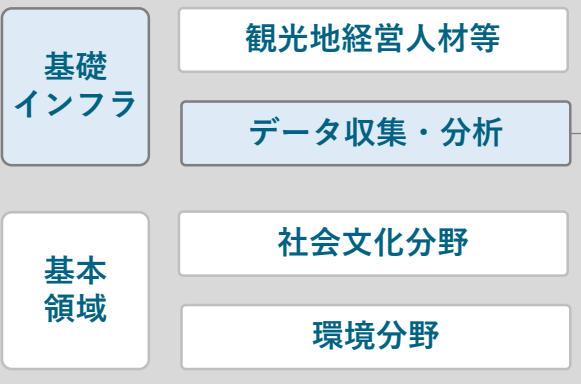 基礎
インフラ
観光地経営人材等
データ収集・分析
基本
領域
社会文化分野
環境分野